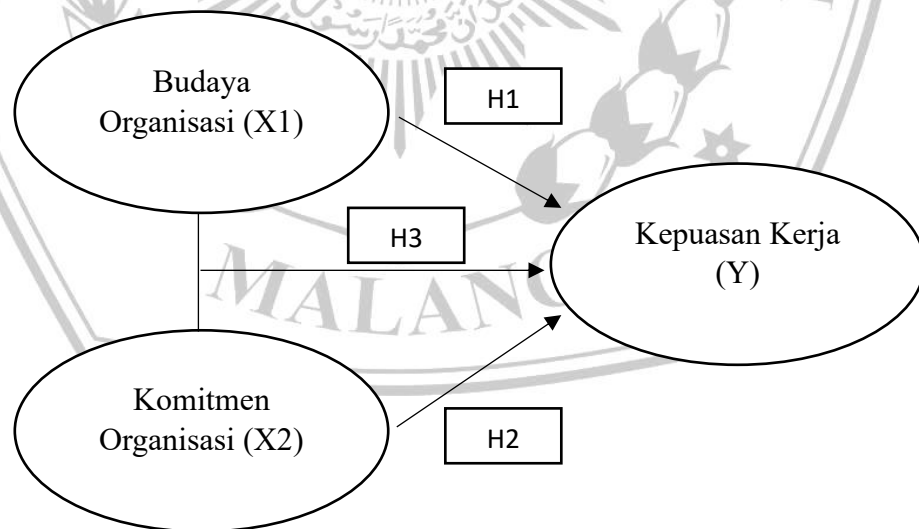 Budaya
Organisasi (X1)
H1
H3
Kepuasan Kerja
(Y)
MALANG
Komitmen
Organisasi (X2)
H2